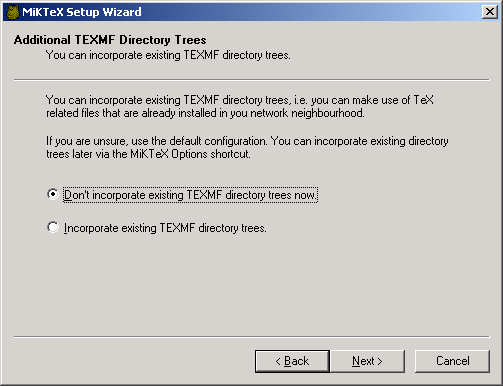 MiKTeX Setup Wizard
Additional TEXMF Directory Trees
You can incorporate existing TEXMF directory trees.
You can incorporate existing TEXMF directory trees, i.e. you can make use of TeX
related files that are already installed in you network neighbourhood.
If you are unsure, use the default configuration. You can incorporate existing directory
trees later via the MiKTeX Options shortcut.
Don't incorporate existing TEXMF directory trees now.
Incorporate existing TEXMF directory trees.
< Back Next > Cancel